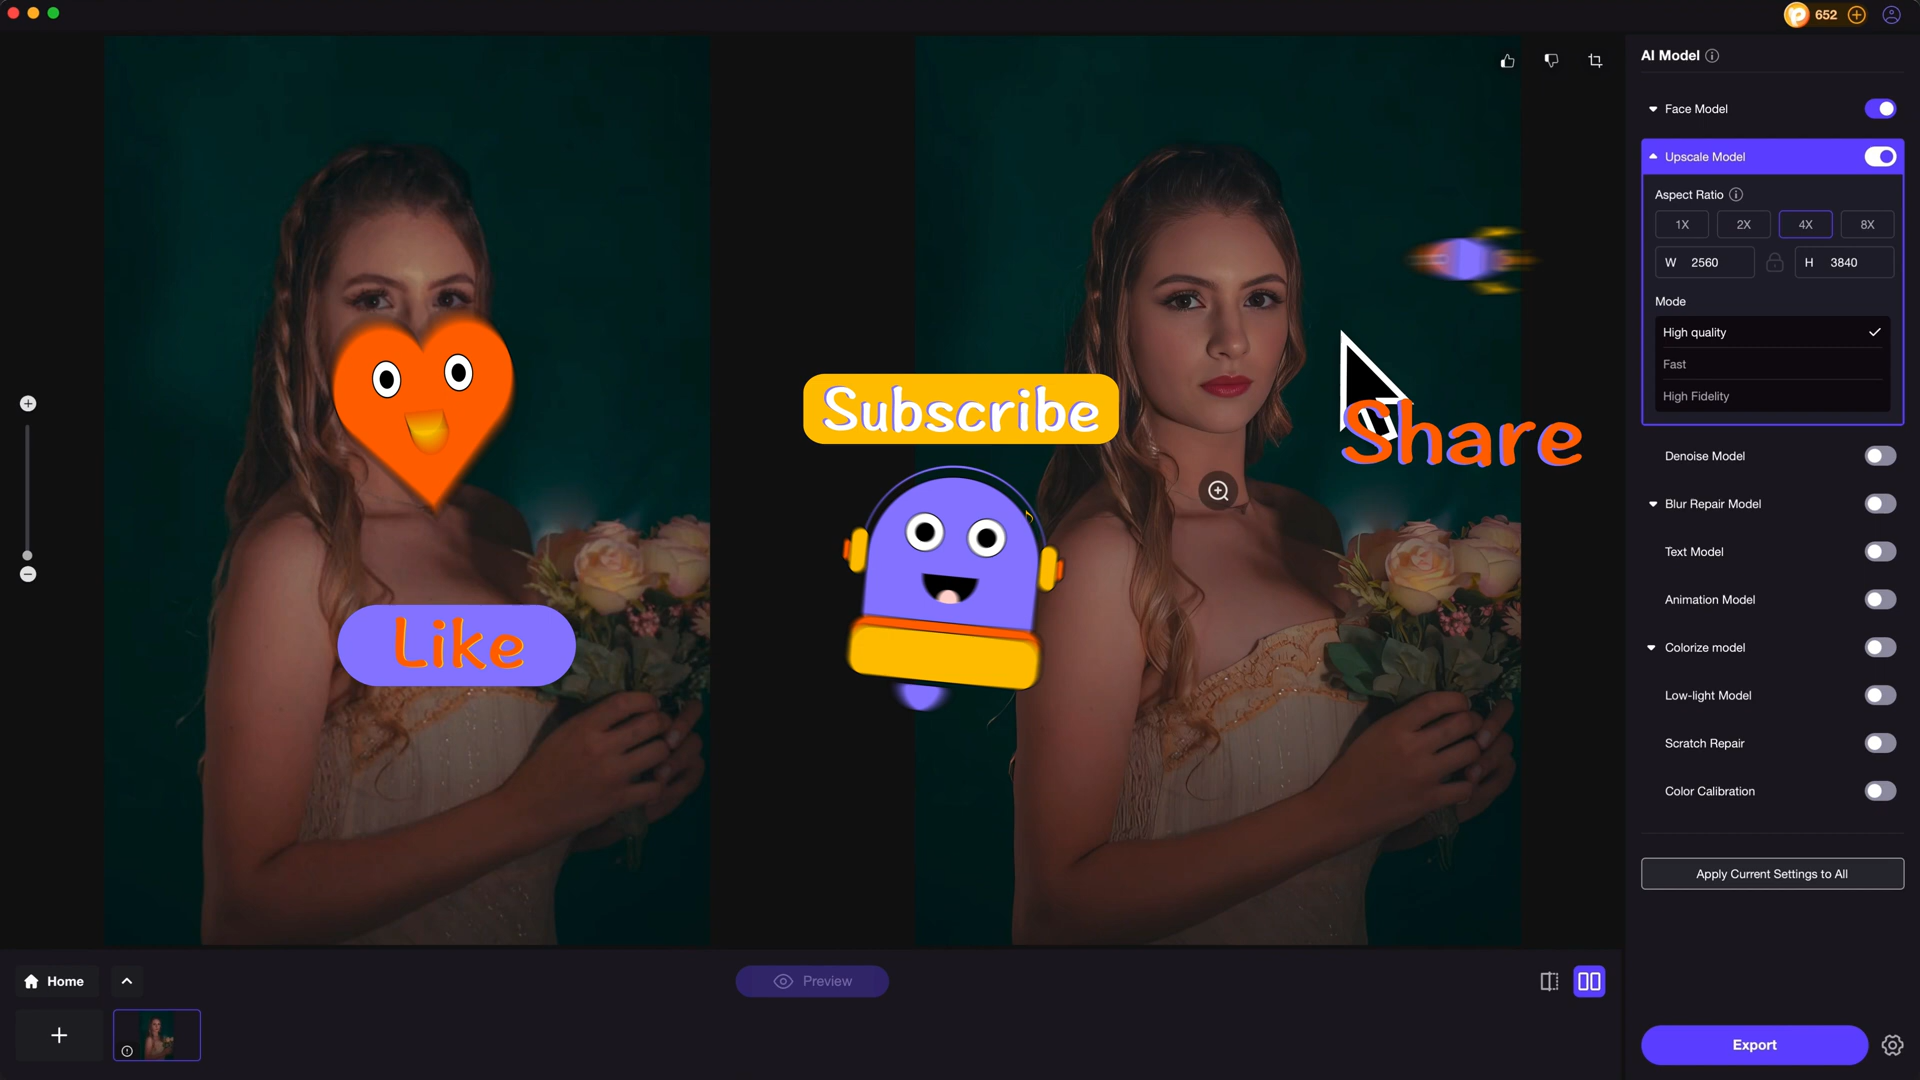 652
AI Model
Face Model
Upscale Model
Aspect Ratio
1X 2X 4X 8X
W 2560 H 3840
Mode
High quality
Fast
High Fidelity
Denoise Model
Blur Repair Model
Text Model
Animation Model
Colorize model
Low-light Model
Scratch Repair
Color Calibration
Apply Current Settings to All
Export
Subscribe
Share
Like
Home
Preview